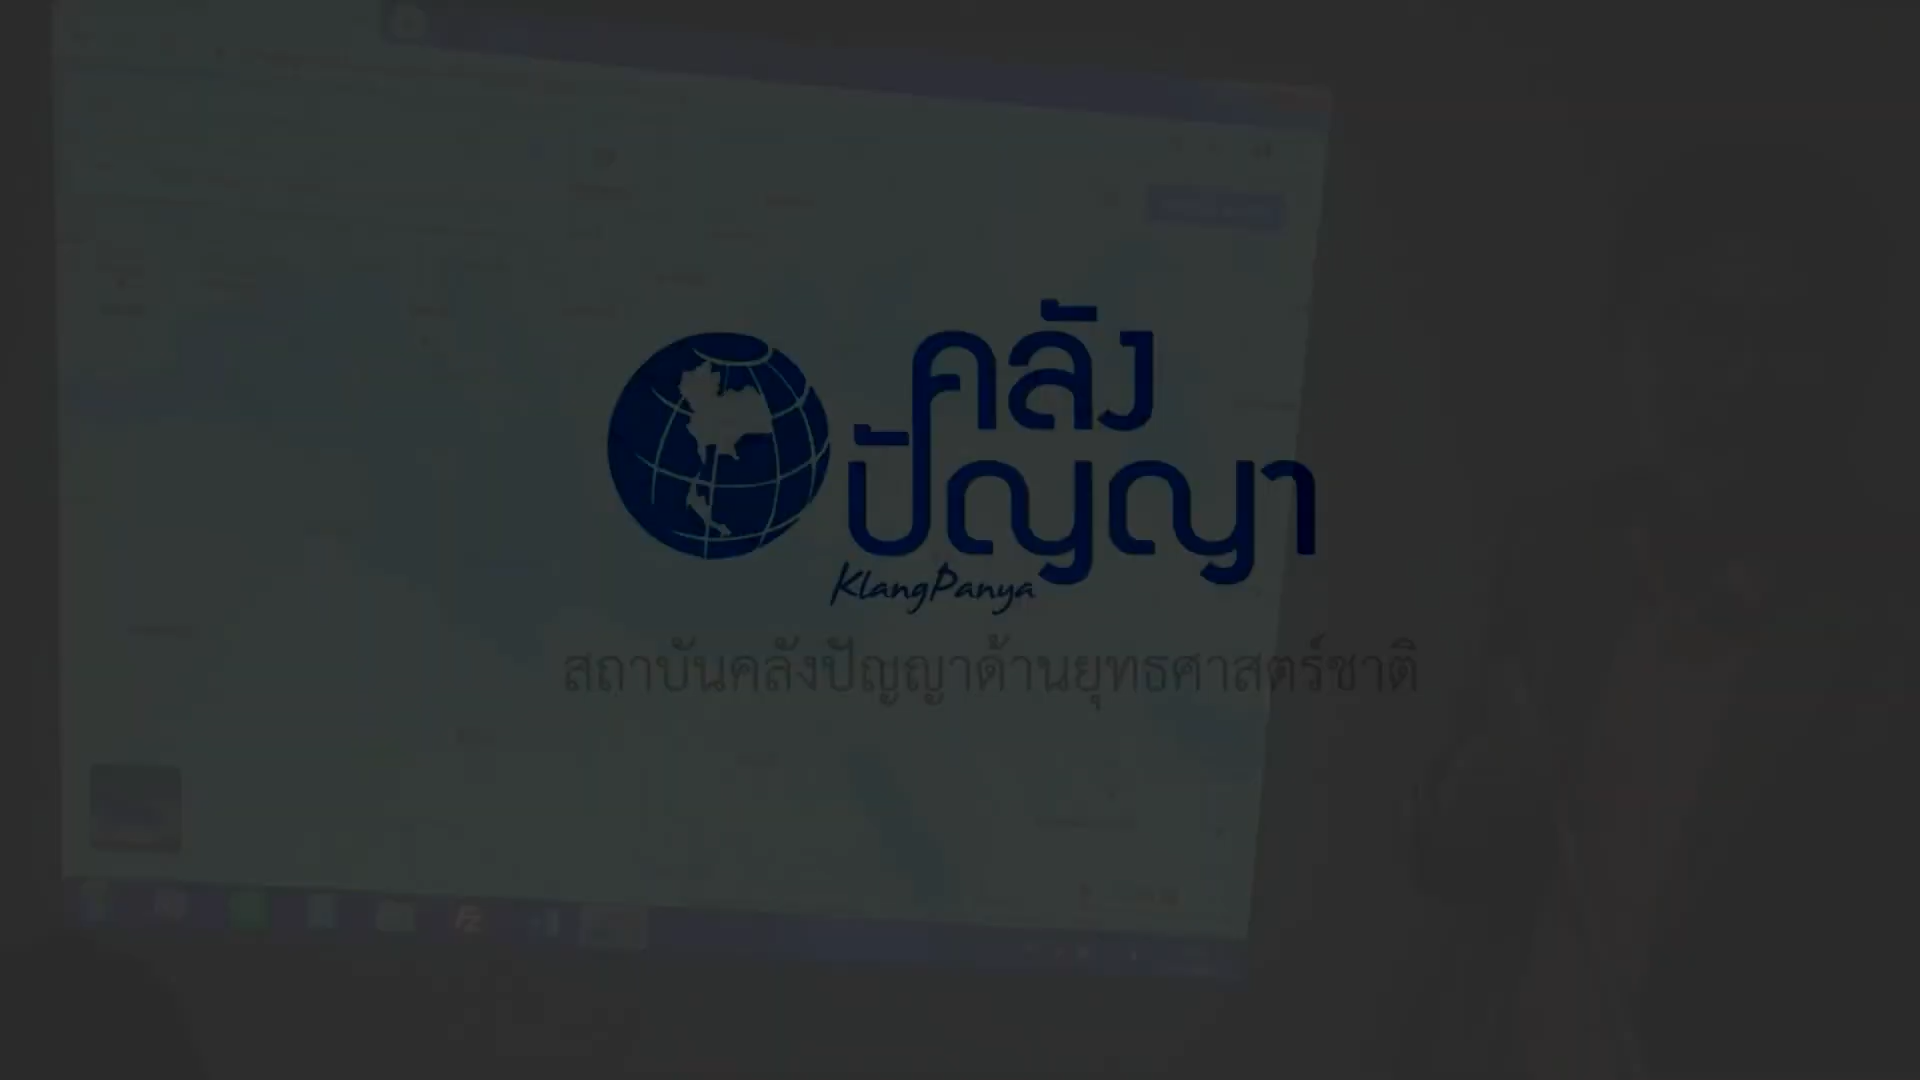 คลัง
ปัญญา
KlangPanya
สถาบันคลังปัญญาด้านยุทธศาสตร์ชาติ